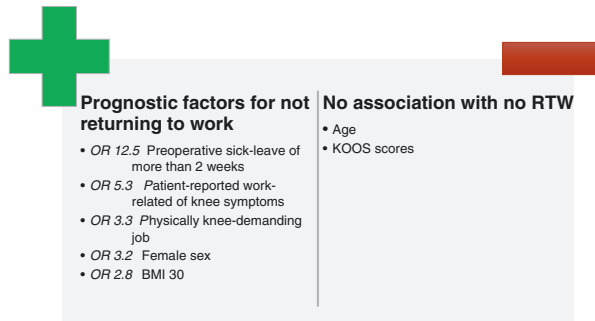 Prognostic factors for not
returning to work
• OR 12.5 Preoperative sick-leave of
more than 2 weeks
• OR 5.3 Patient-reported work-
related of knee symptoms
• OR 3.3 Physically knee-demanding
job
• OR 3.2 Female sex
• OR 2.8 BMI 30
No association with no RTW
• Age
• KOOS scores